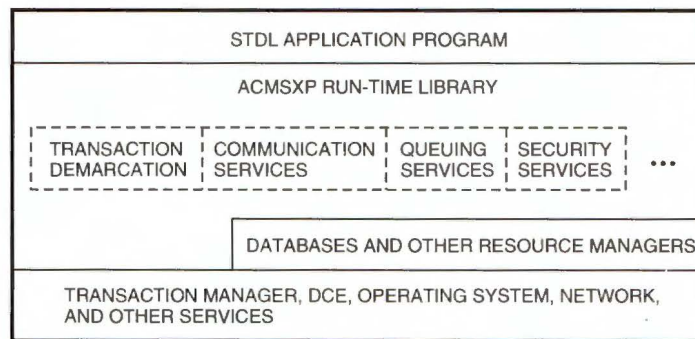 STDL APPLICATION PROGRAM
ACMSXP RUN-TIME LIBRARY
TRANSACTION DEMARCATION
COMMUNICATION SERVICES
QUEUING SERVICES
SECURITY SERVICES
...
DATABASES AND OTHER RESOURCE MANAGERS
TRANSACTION MANAGER, DCE, OPERATING SYSTEM, NETWORK,
AND OTHER SERVICES